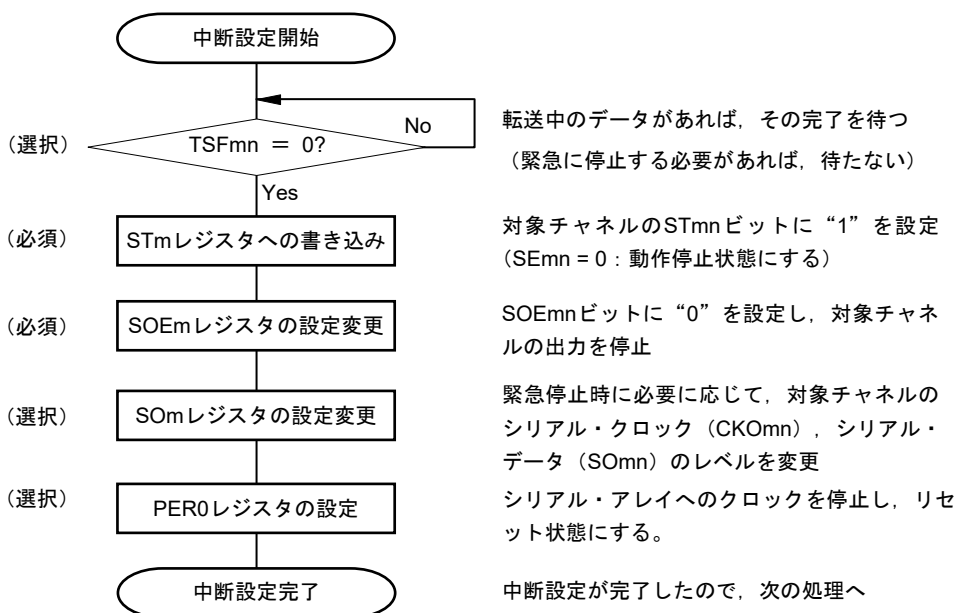 中断設定開始
(選択)
TSFmn = 0?
No
転送中のデータがあれば，その完了を待つ
（緊急に停止する必要があれば，待たない）
Yes
(必須)
STmレジスタへの書き込み
対象チャネルのSTmnビットに“1”を設定
（SEmn = 0：動作停止状態にする）
(必須)
SOEmレジスタの設定変更
SOEmnビットに“0”を設定し，対象チャネ
ルの出力を停止
(選択)
SOmレジスタの設定変更
緊急停止時に必要に応じて，対象チャネルの
シリアル・クロック（CKOmn），シリアル・
データ（SOmn）のレベルを変更
(選択)
PER0レジスタの設定
シリアル・アレイへのクロックを停止し，リセ
ット状態にする。
中断設定完了
中断設定が完了したので，次の処理へ